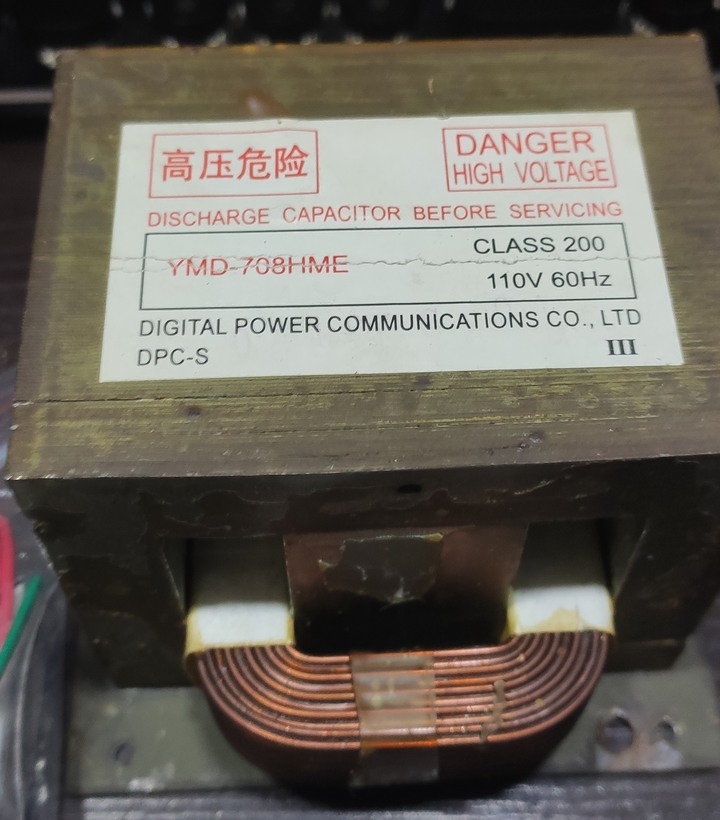 高压危险
DANGER
HIGH VOLTAGE
DISCHARGE CAPACITOR BEFORE SERVICING
YMD-708HME
CLASS 200
110V 60Hz
DIGITAL POWER COMMUNICATIONS CO., LTD
DPC-S
III